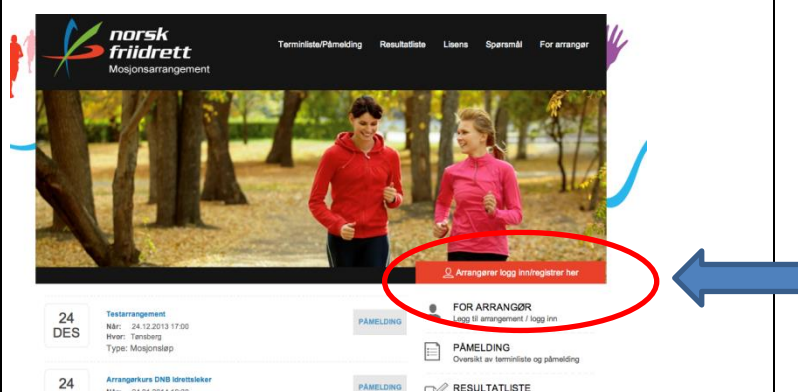 norsk
friidrett
Mosjonsarrangement
Terminliste/Påmelding Resultatliste Lisens Spørsmål For arrangør
Arrangører logg inn/registrer her
24
DES
Testarrangement
Når: 24.12.2013 17:00
Hvor: Tønsberg
Type: Mosjonsløp
PÅMELDING
24
Arrangørkurs DNB Idrettsleker
PÅMELDING
FOR ARRANGØR
Legg til arrangement / logg inn
PÅMELDING
Oversikt av terminliste og påmelding
RESULTATLISTE